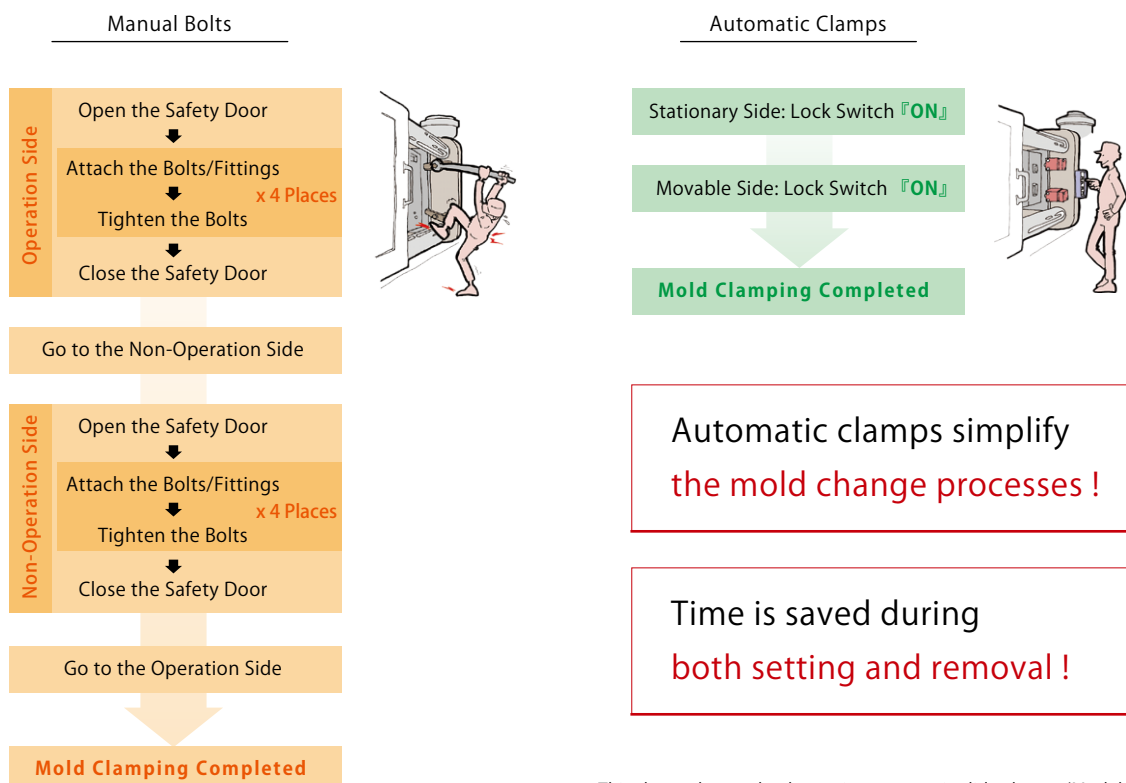 Manual Bolts
Operation Side
Open the Safety Door
Attach the Bolts/Fittings
x 4 Places
Tighten the Bolts
Close the Safety Door
Go to the Non-Operation Side
Non-Operation Side
Open the Safety Door
Attach the Bolts/Fittings
x 4 Places
Tighten the Bolts
Close the Safety Door
Go to the Operation Side
Mold Clamping Completed
Automatic Clamps
Stationary Side: Lock Switch『ON』
Movable Side: Lock Switch 『ON』
Mold Clamping Completed
Automatic clamps simplify
the mold change processes !
Time is saved during
both setting and removal !